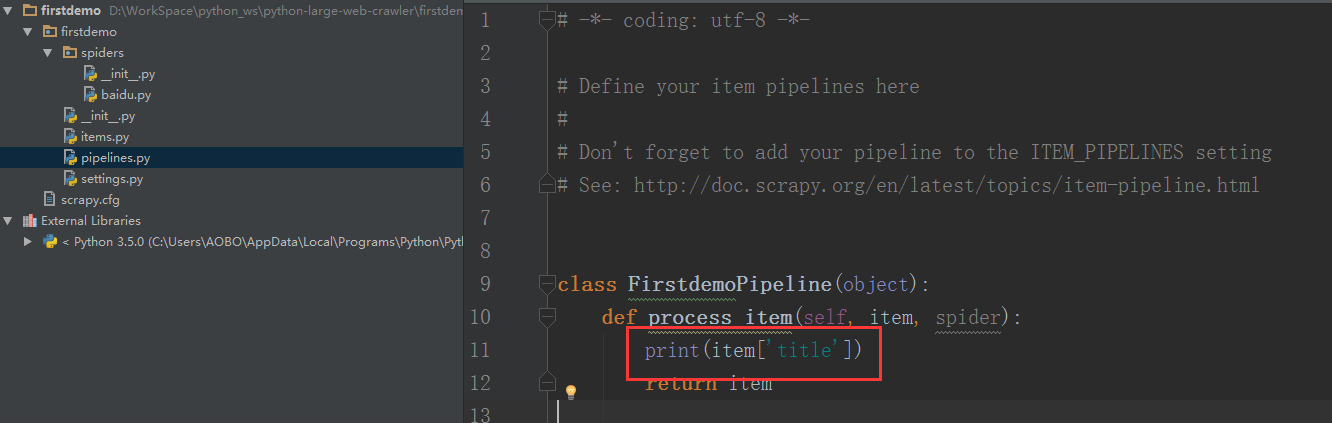 firstdemo D:\WorkSpace\python_ws\python-large-web-crawler\firstdem
firstdemo
spiders
__init__.py
baidu.py
__init__.py
items.py
pipelines.py
settings.py
scrapy.cfg
External Libraries
< Python 3.5.0 (C:\Users\AOBO\AppData\Local\Programs\Python\Pyt
1 # -*- coding: utf-8 -*-
2
3 # Define your item pipelines here
4 #
5 # Don't forget to add your pipeline to the ITEM_PIPELINES setting
6 # See: http://doc.scrapy.org/en/latest/topics/item-pipeline.html
7
8
9 class FirstdemoPipeline(object):
10 def process_item(self, item, spider):
11 print(item['title'])
12 return item
13